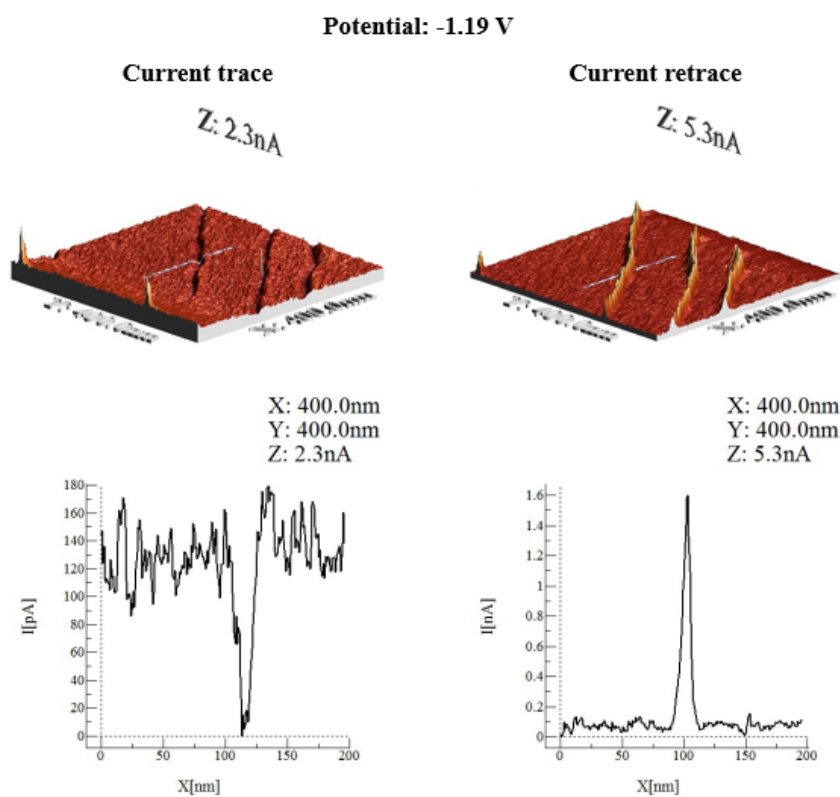 Potential: -1.19 V
Current trace
Current retrace
Z: 2.3nA
Z: 5.3nA
X: 400.0nm
Y: 400.0nm
Z: 2.3nA
X: 400.0nm
Y: 400.0nm
Z: 5.3nA
180
160
140
120
100
80
60
40
20
0
I[pA]
0
50
100
150
200
X[nm]
1.6
1.4
1.2
1
0.8
0.6
0.4
0.2
0
I[nA]
0
50
100
150
200
X[nm]